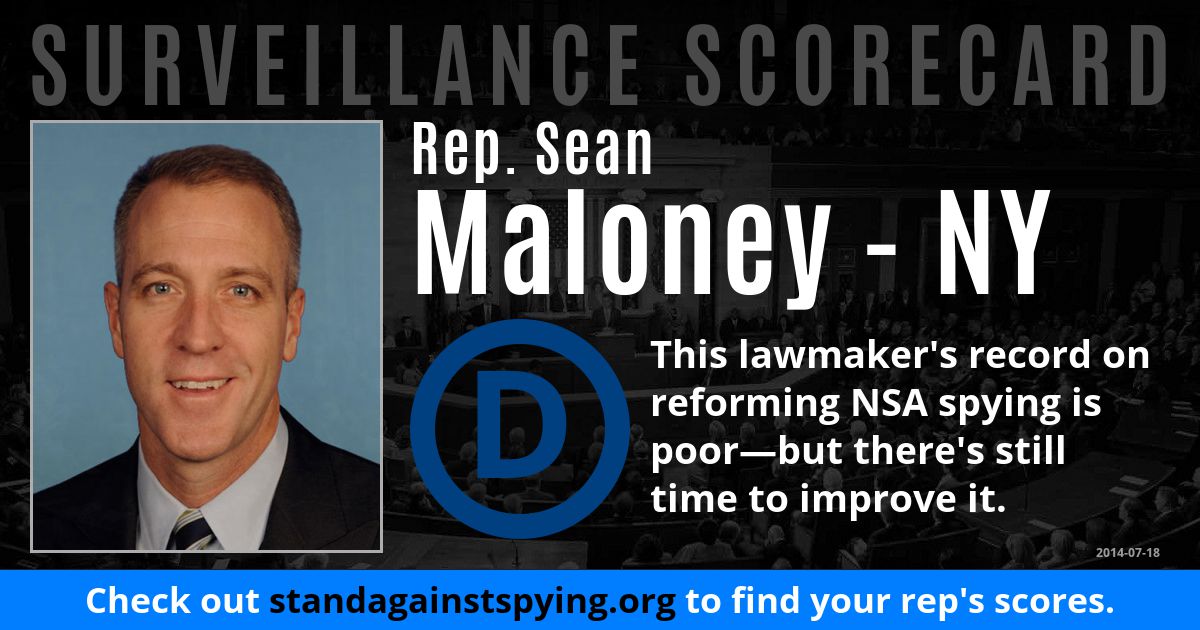 SURVEILLANCE SCORECARD
Rep. Sean
Maloney - NY
D
This lawmaker's record on
reforming NSA spying is
poor—but there's still
time to improve it.
2014-07-18
Check out standagainstspying.org to find your rep's scores.